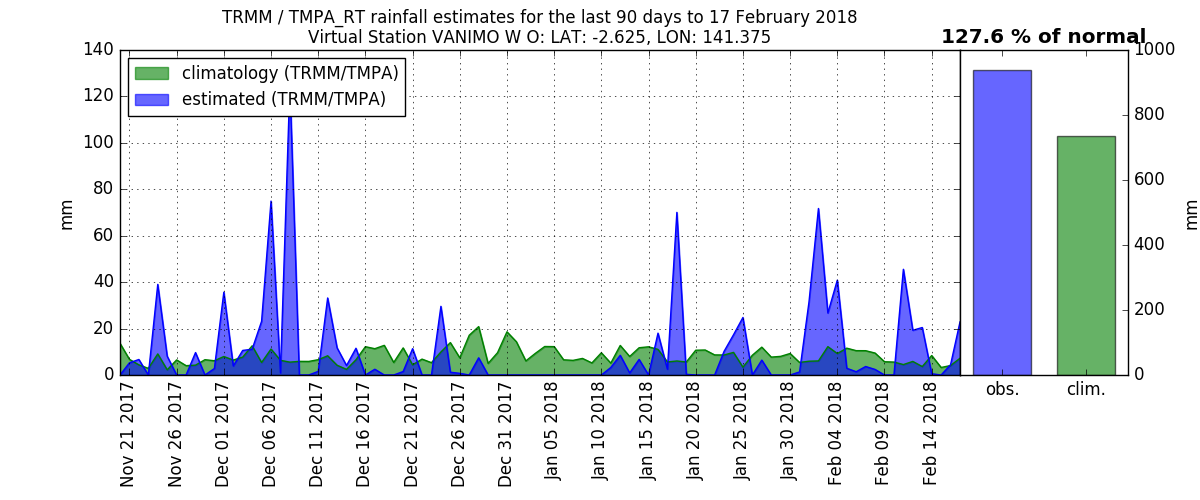 TRMM / TMPA_RT rainfall estimates for the last 90 days to 17 February 2018
Virtual Station VANIMO W O: LAT: -2.625, LON: 141.375
127.6 % of normal
climatology (TRMM/TMPA)
estimated (TRMM/TMPA)
mm
140
120
100
80
60
40
20
0
Nov 21 2017
Nov 26 2017
Dec 01 2017
Dec 06 2017
Dec 11 2017
Dec 16 2017
Dec 21 2017
Dec 26 2017
Dec 31 2017
Jan 05 2018
Jan 10 2018
Jan 15 2018
Jan 20 2018
Jan 25 2018
Jan 30 2018
Feb 04 2018
Feb 09 2018
Feb 14 2018
1000
800
600
400
200
0
mm
obs.
clim.